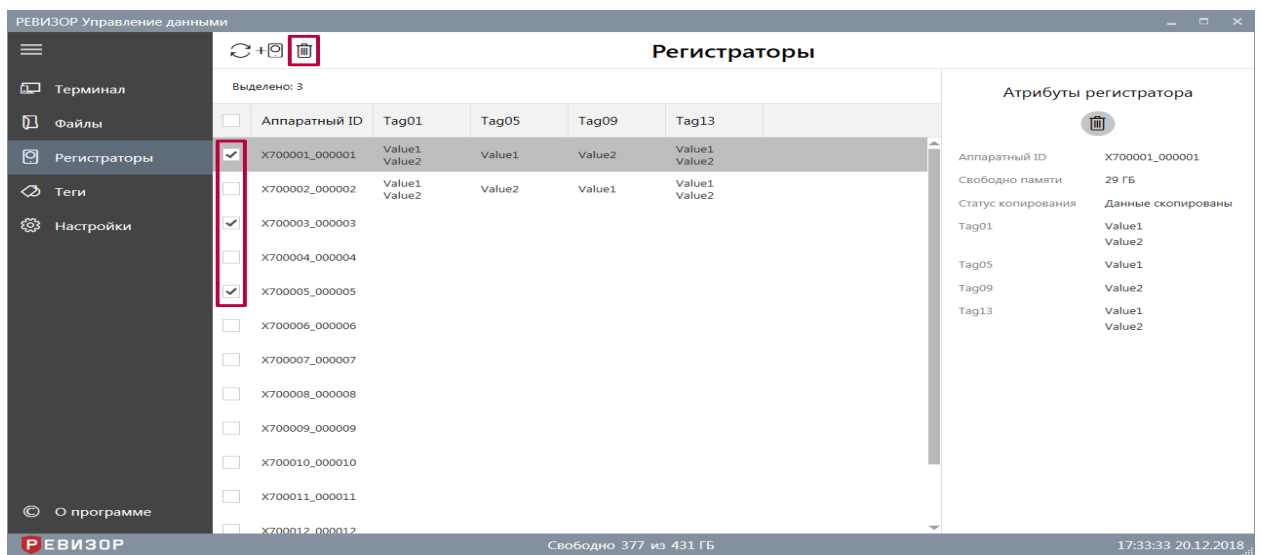 РЕВИЗОР Управление данными
Регистраторы
Терминал
Файлы
Регистраторы
Теги
Настройки
О программе
Выделено: 3
Аппаратный ID Tag01 Tag05 Tag09 Tag13
X700001_000001 Value1 Value2 Value1 Value2 Value1 Value2
X700002_000002 Value1 Value2 Value2 Value1 Value1 Value2
X700003_000003
X700004_000004
X700005_000005
X700006_000006
X700007_000007
X700008_000008
X700009_000009
X700010_000010
X700011_000011
X700012_000012
Атрибуты регистратора
Аппаратный ID X700001_000001
Свободно памяти 29 ГБ
Статус копирования Данные скопированы
Tag01 Value1
Value2
Tag05 Value1
Tag09 Value2
Tag13 Value1
Value2
РЕВИЗОР
Свободно 377 из 431 ГБ
17:33:33 20.12.2018